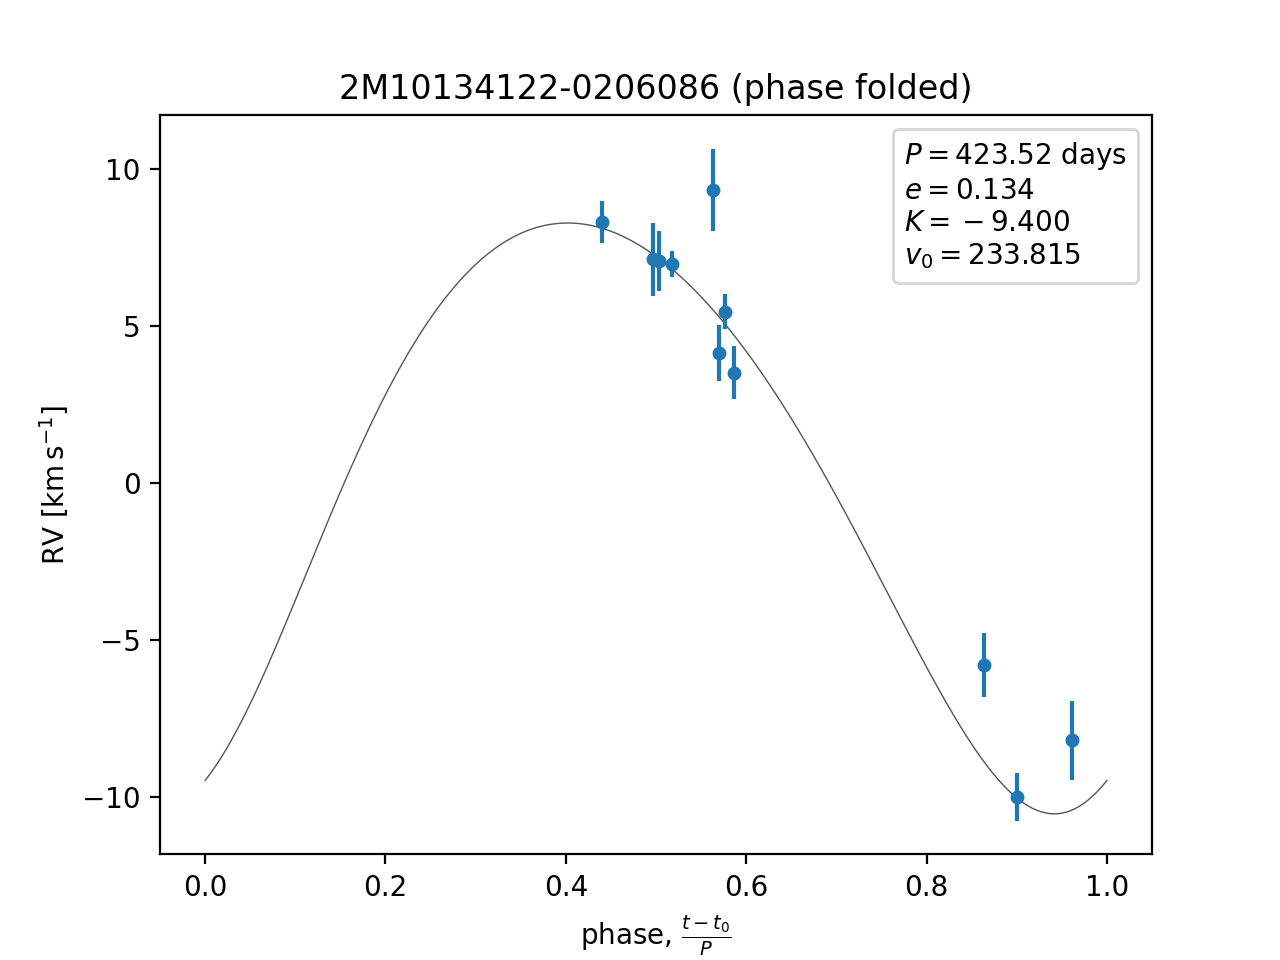 2M10134122-0206086 (phase folded)
P = 423.52 days
e = 0.134
K = −9.400
v₀ = 233.815
RV [km s⁻¹]
10
5
0
−5
−10
0.0 0.2 0.4 0.6 0.8 1.0
phase, (t − t₀)/P